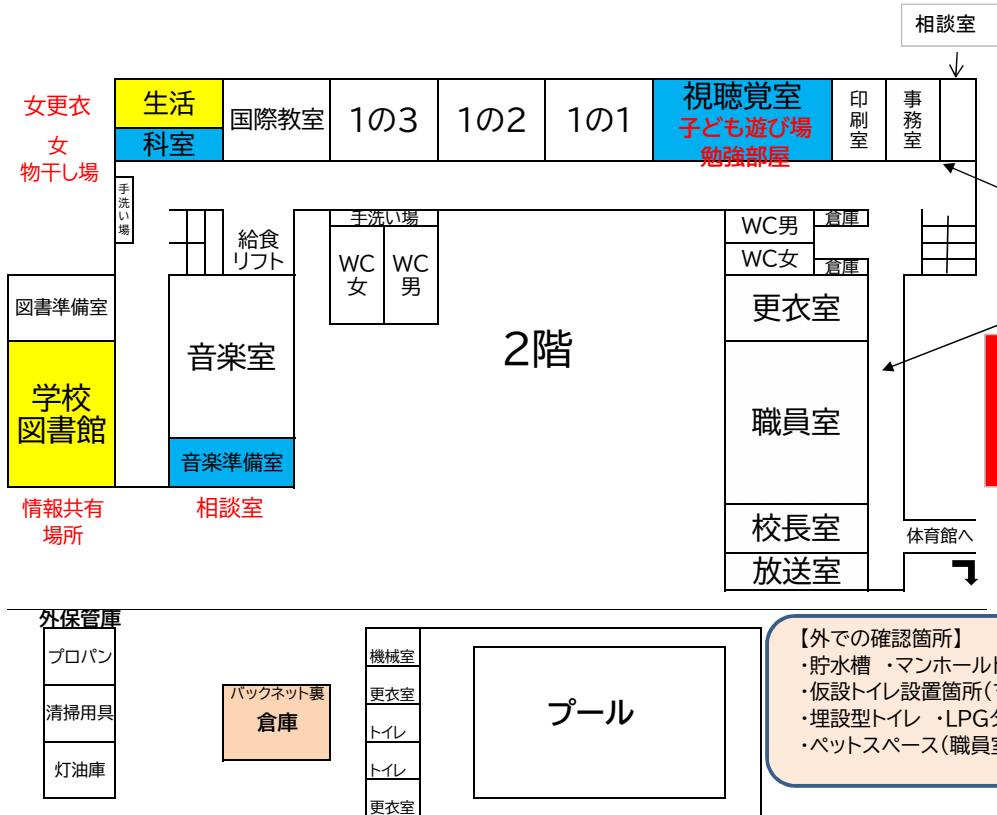 相談室
女更衣
女
物干し場
生活
科室
国際教室
1の3
1の2
1の1
視聴覚室
子ども遊び場
勉強部屋
印刷室
事務室
手洗い場
給食
リフト
手洗い場
WC
女
WC
男
WC男
WC女
倉庫
倉庫
図書準備室
学校
図書館
情報共有
場所
音楽室
音楽準備室
相談室
2階
更衣室
職員室
校長室
放送室
体育館へ
外保管庫
プロパン
清掃用具
灯油庫
バックネット裏
倉庫
機械室
更衣室
トイレ
トイレ
更衣室
プール
【外での確認箇所】
・貯水槽 ・マンホール
・仮設トイレ設置箇所(
・埋設型トイレ ・LPG
・ペットスペース(職員